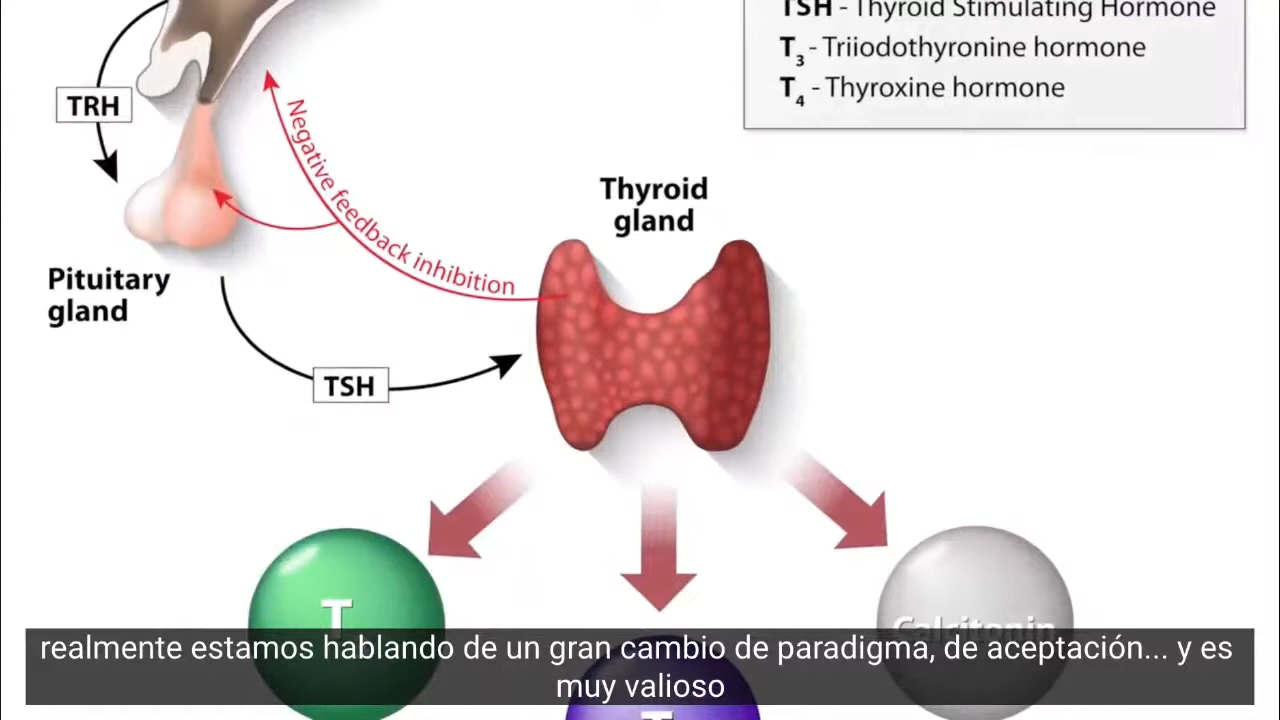 TSH - Thyroid Stimulating Hormone
T3 - Triiodothyronine hormone
T4 - Thyroxine hormone
TRH
Negative feedback inhibition
Thyroid
gland
Pituitary
gland
TSH
T
Calcitonin
T
realmente estamos hablando de un gran cambio de paradigma, de aceptación... y es
muy valioso